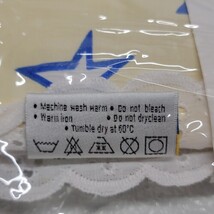 • Machine wash warm • Do not bleach
• Warm iron • Do not dryclean
• Tumble dry at 60°C